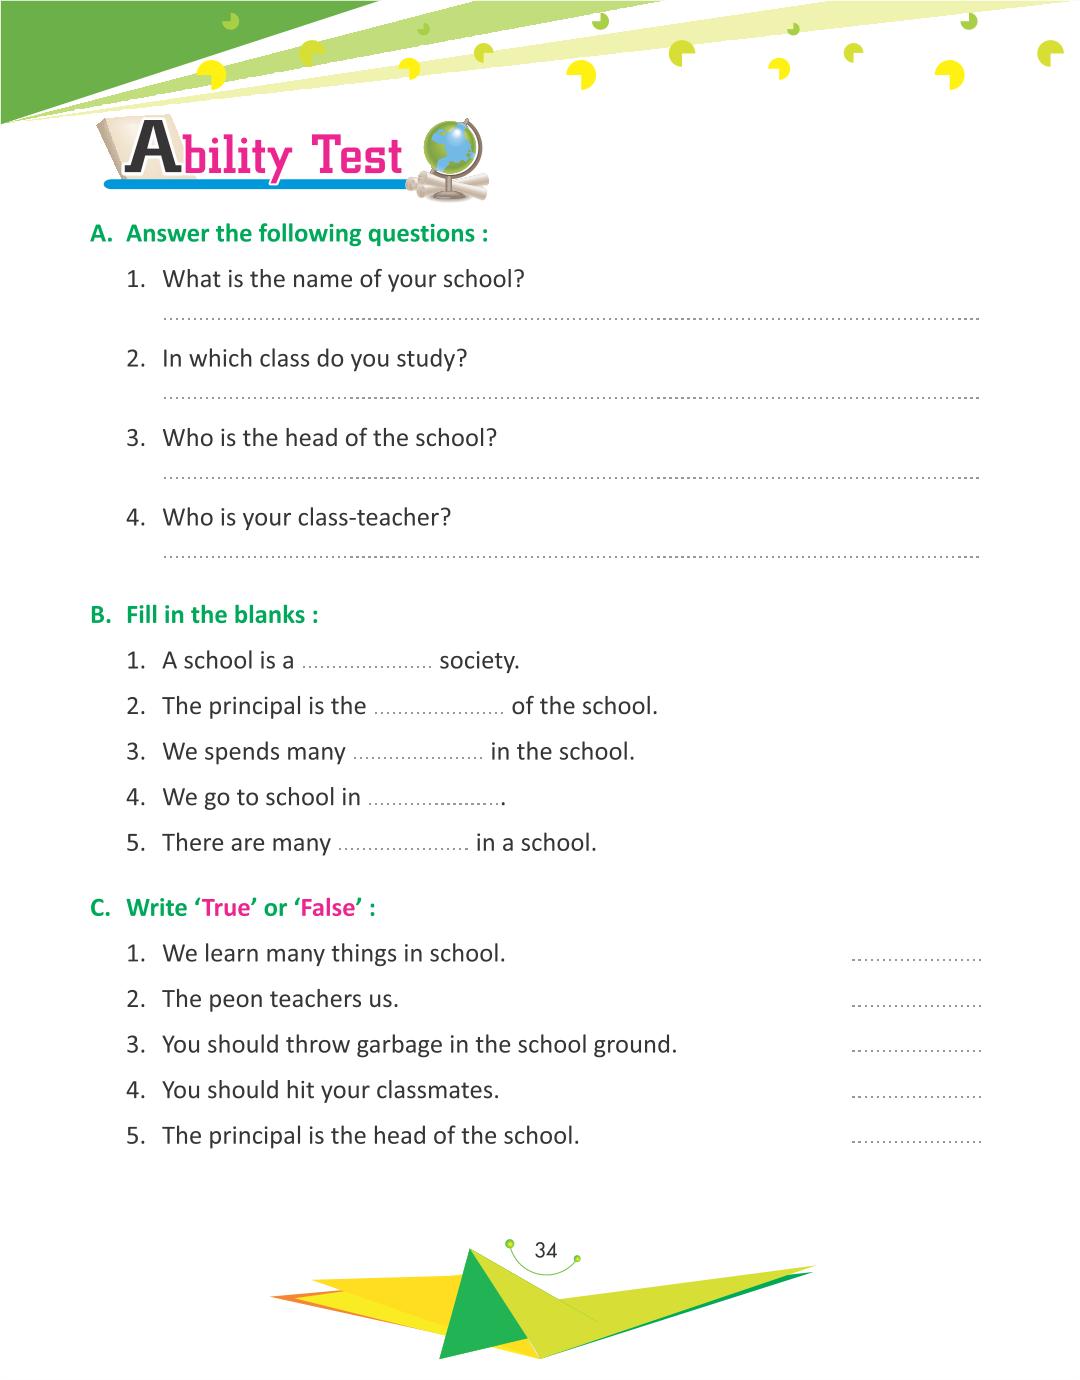 Ability Test
A. Answer the following questions :
1. What is the name of your school?
2. In which class do you study?
3. Who is the head of the school?
4. Who is your class-teacher?
B. Fill in the blanks :
1. A school is a ...................... society.
2. The principal is the ...................... of the school.
3. We spends many ...................... in the school.
4. We go to school in .......................
5. There are many ...................... in a school.
C. Write ‘True’ or ‘False’ :
1. We learn many things in school. ......................
2. The peon teachers us. ......................
3. You should throw garbage in the school ground. ......................
4. You should hit your classmates. ......................
5. The principal is the head of the school. ......................
34